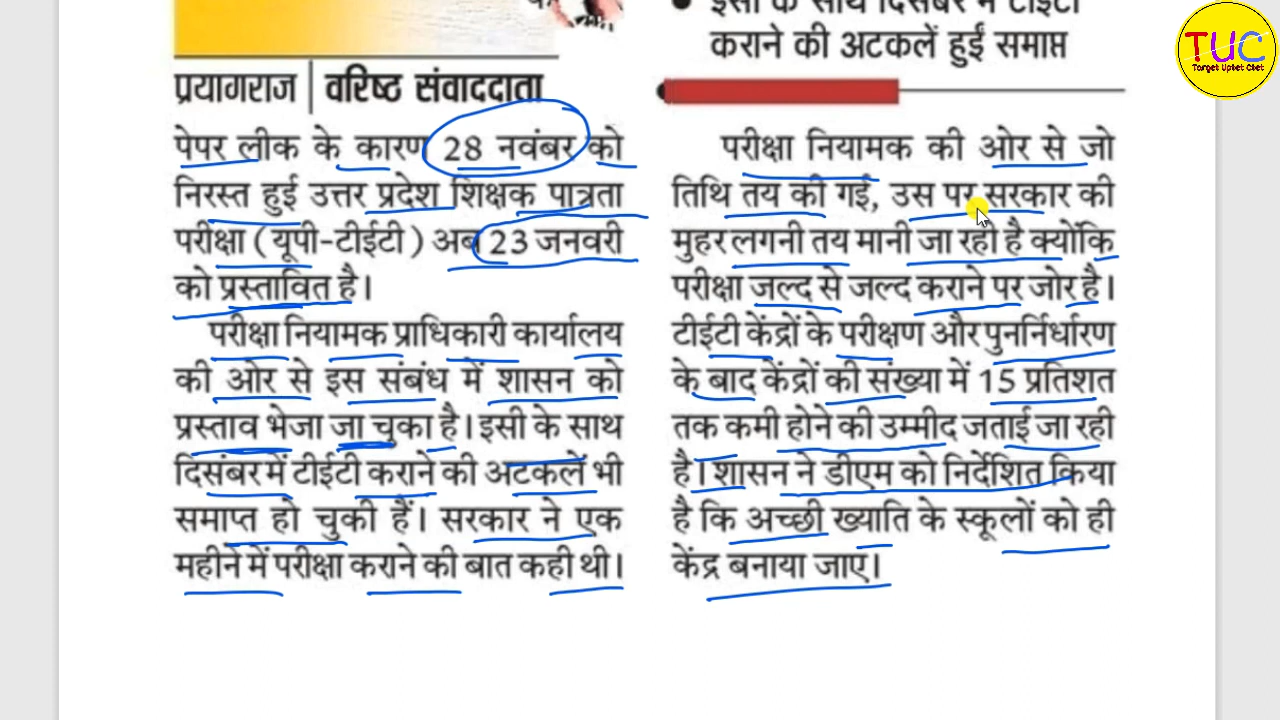 इसी के साथ दिसंबर में टीईटी
कराने की अटकलें हुईं समाप्त
TUC
Target Uptet Ctet
प्रयागराज | वरिष्ठ संवाददाता
पेपर लीक के कारण 28 नवंबर को
निरस्त हुई उत्तर प्रदेश शिक्षक पात्रता
परीक्षा (यूपी-टीईटी) अब 23 जनवरी
को प्रस्तावित है।
परीक्षा नियामक प्राधिकारी कार्यालय
की ओर से इस संबंध में शासन को
प्रस्ताव भेजा जा चुका है। इसी के साथ
दिसंबर में टीईटी कराने की अटकलें भी
समाप्त हो चुकी हैं। सरकार ने एक
महीने में परीक्षा कराने की बात कही थी।
परीक्षा नियामक की ओर से जो
तिथि तय की गई, उस पर सरकार की
मुहर लगनी तय मानी जा रही है क्योंकि
परीक्षा जल्द से जल्द कराने पर जोर है।
टीईटी केंद्रों के परीक्षण और पुनर्निर्धारण
के बाद केंद्रों की संख्या में 15 प्रतिशत
तक कमी होने की उम्मीद जताई जा रही
है। शासन ने डीएम को निर्देशित किया
है कि अच्छी ख्याति के स्कूलों को ही
केंद्र बनाया जाए।